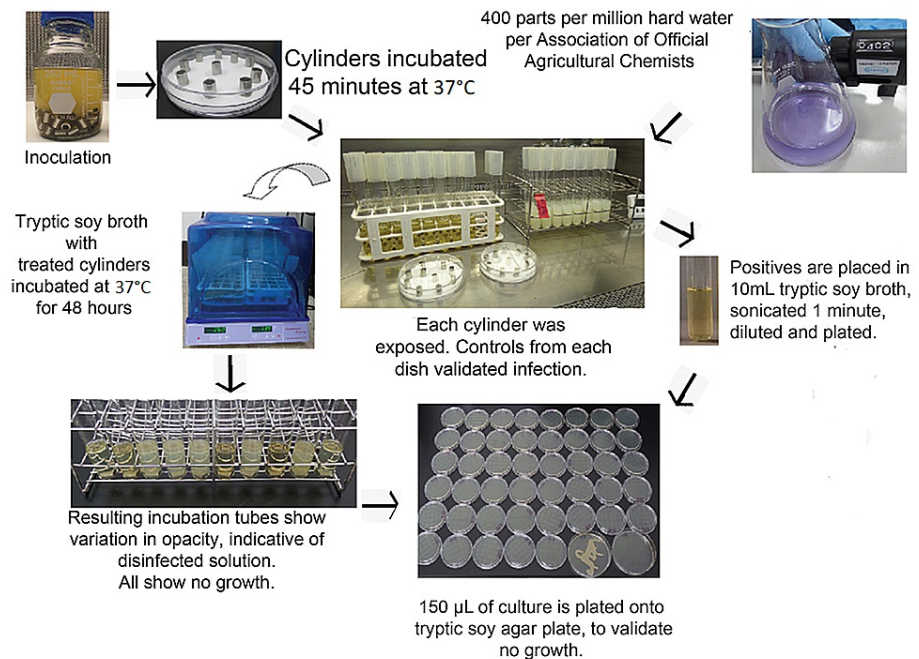 Inoculation
Cylinders incubated
45 minutes at 37°C
400 parts per million hard water
per Association of Official
Agricultural Chemists
Tryptic soy broth
with
treated cylinders
incubated at 37°C
for 48 hours
Each cylinder was
exposed. Controls from each
dish validated infection.
Positives are placed in
10mL tryptic soy broth,
sonicated 1 minute,
diluted and plated.
Resulting incubation tubes show
variation in opacity, indicative of
disinfected solution.
All show no growth.
150 µL of culture is plated onto
tryptic soy agar plate, to validate
no growth.